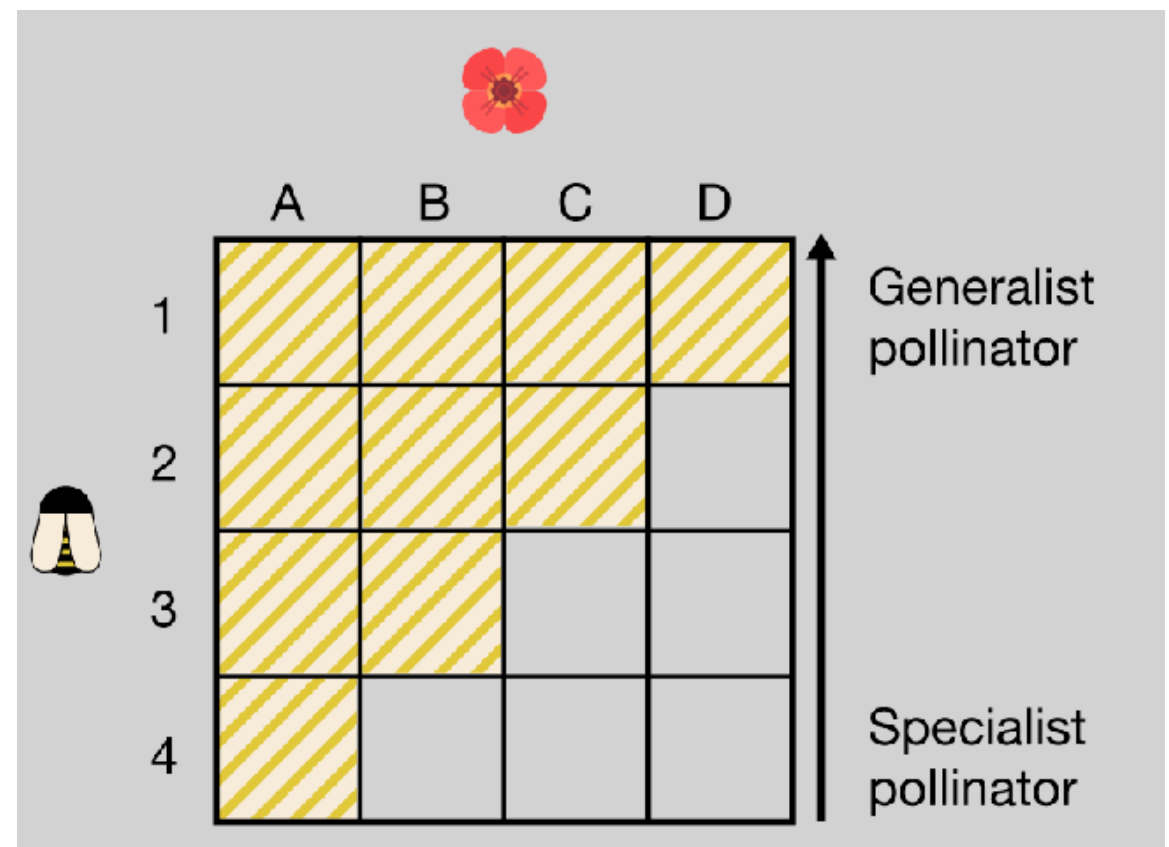 A B C D
1
Generalist
pollinator
2
3
4
Specialist
pollinator